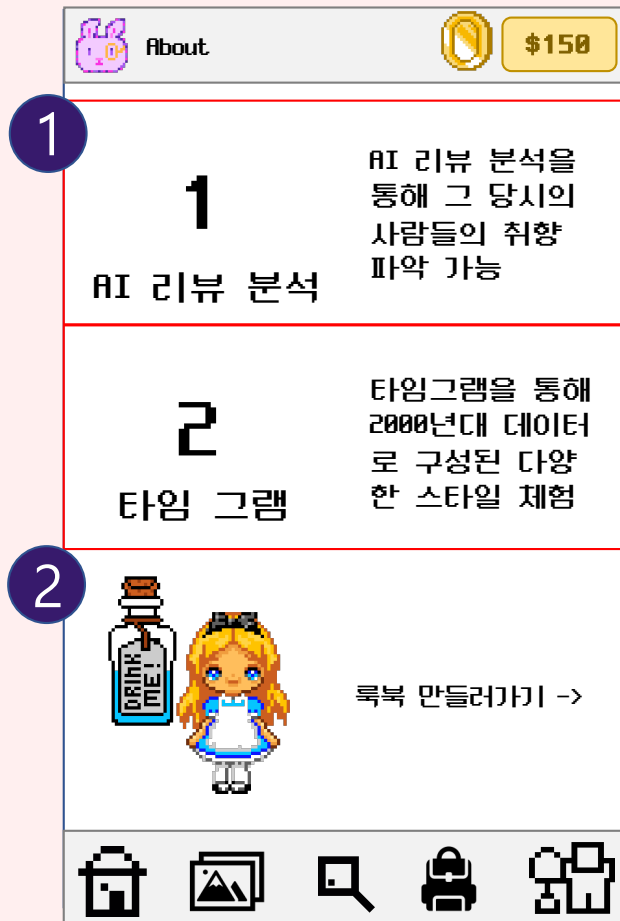 About
$150
1
1
AI 리뷰 분석
AI 리뷰 분석을
통해 그 당시의
사람들의 취향
파악 가능
2
타임 그램
타임그램을 통해
2000년대 데이터
로 구성된 다양
한 스타일 체험
2
DRINK
ME!
룩북 만들러가기 ->